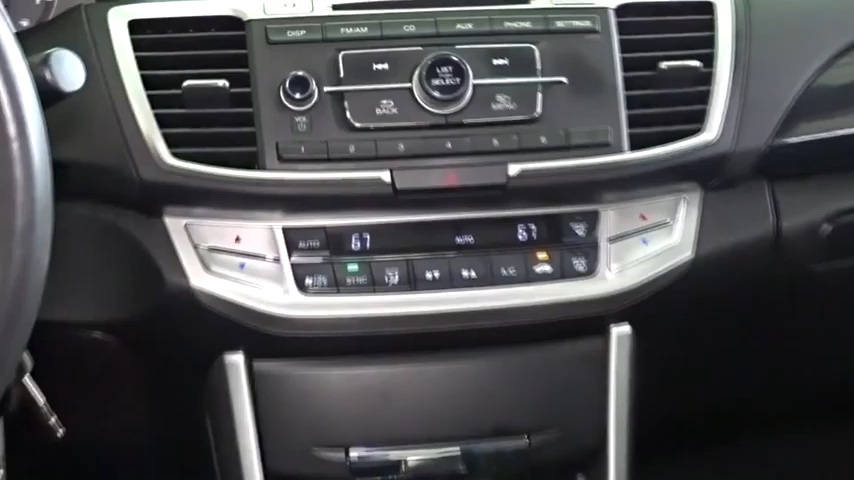 DISP FM/AM CD AUX PHONE SETTINGS
LIST
SELECT
VOL
BACK
MENU
1 2 3 4 5 6
AUTO 67 AUTO 67
SYNC A/C